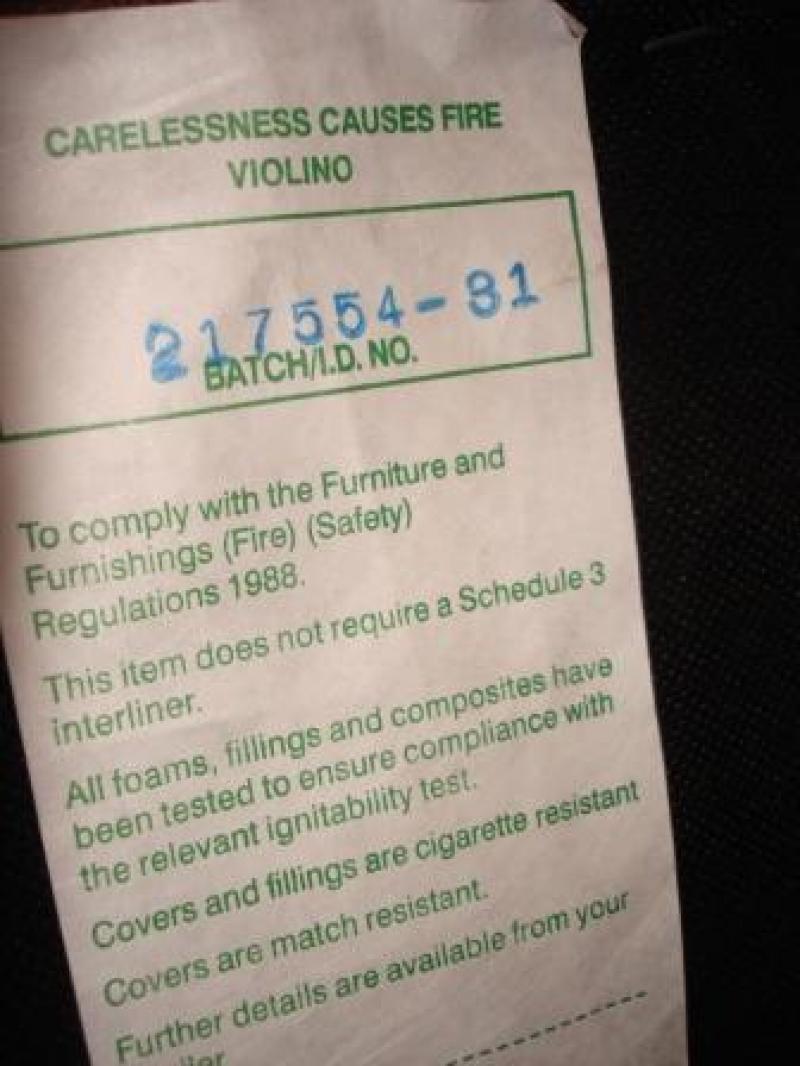 CARELESSNESS CAUSES FIRE
VIOLINO
217554-31
BATCH/I.D. NO.
To comply with the Furniture and
Furnishings (Fire) (Safety)
Regulations 1988.
This item does not require a Schedule 3
interliner.
All foams, fillings and composites have
been tested to ensure compliance with
the relevant ignitability test.
Covers and fillings are cigarette resistant
Covers are match resistant.
Further details are available from your